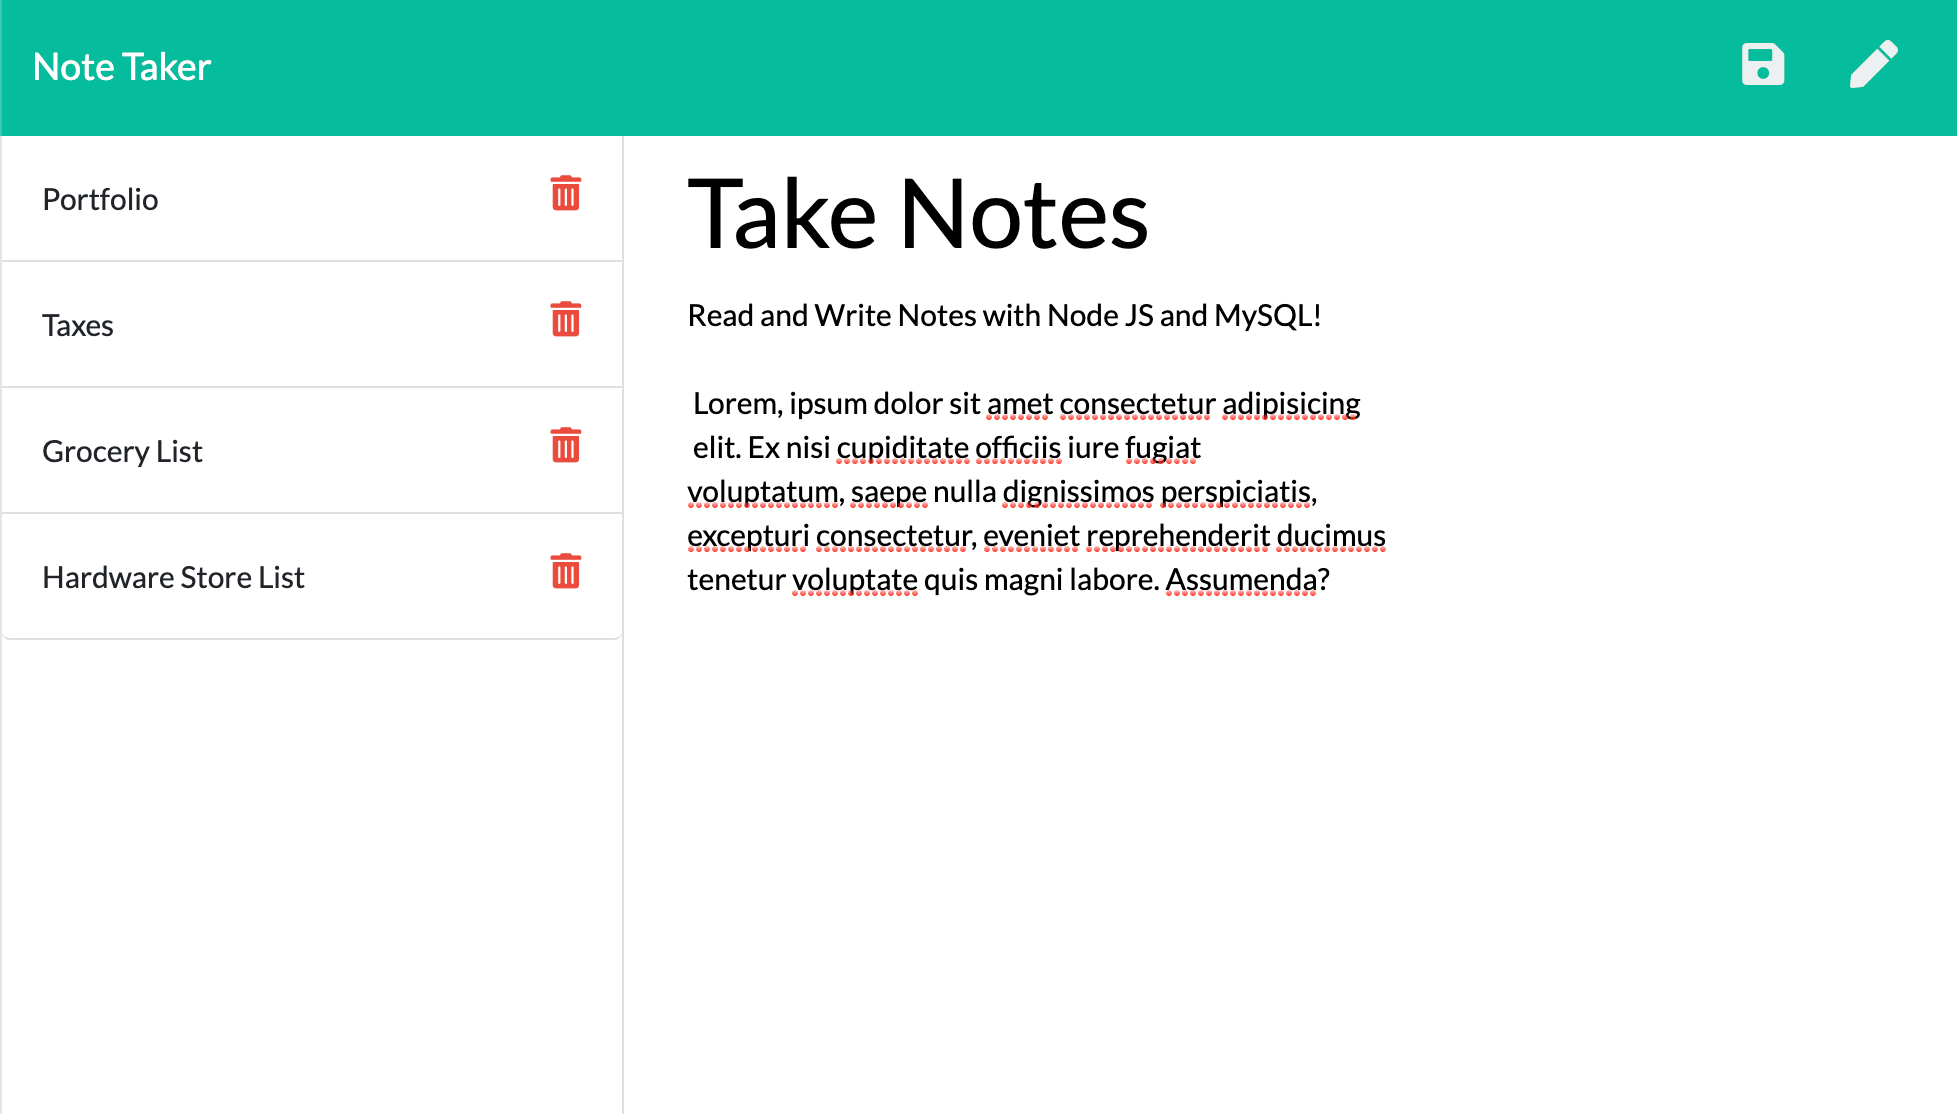 Note Taker
Portfolio
Taxes
Grocery List
Hardware Store List
Take Notes
Read and Write Notes with Node JS and MySQL!
Lorem, ipsum dolor sit amet consectetur adipisicing
elit. Ex nisi cupiditate officiis iure fugiat
voluptatum, saepe nulla dignissimos perspiciatis,
excepturi consectetur, eveniet reprehenderit ducimus
tenetur voluptate quis magni labore. Assumenda?